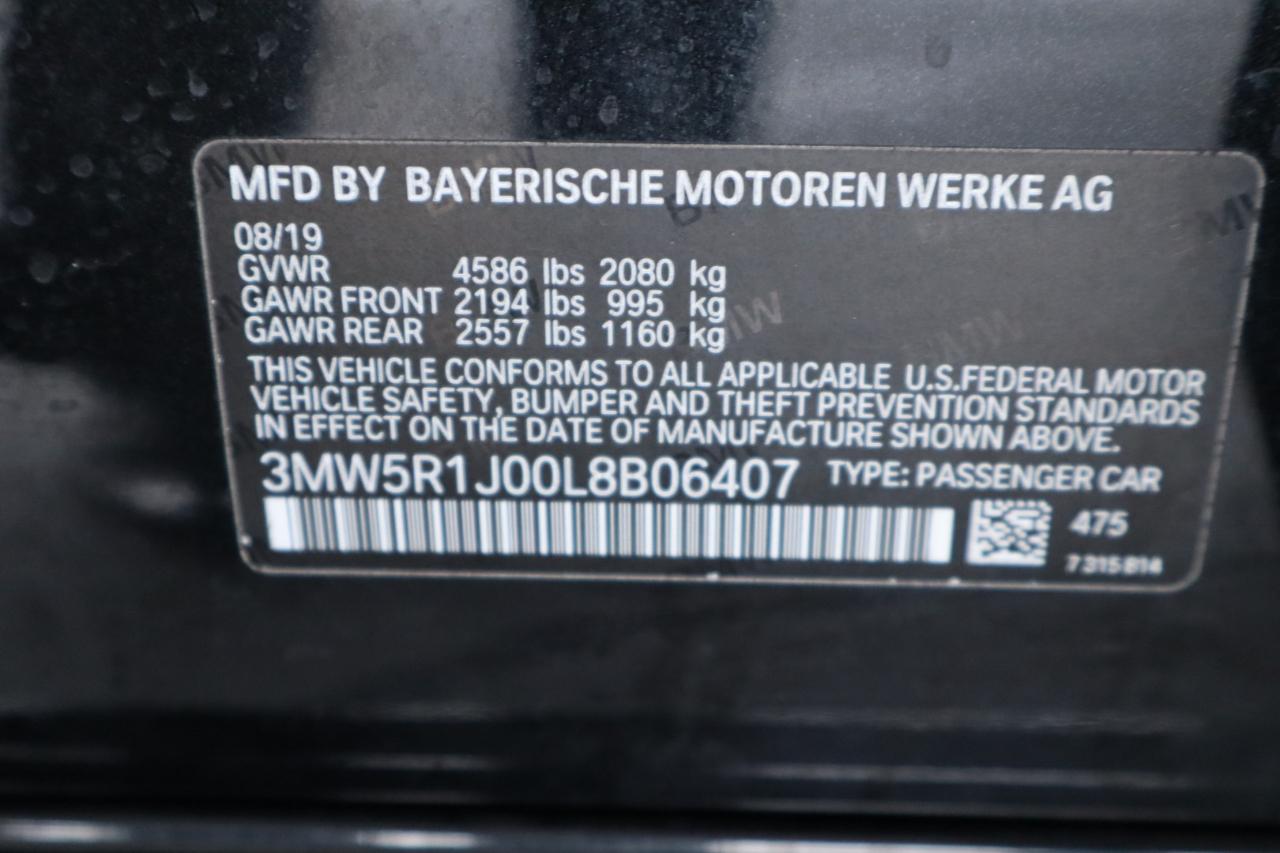 MFD BY BAYERISCHE MOTOREN WERKE AG
08/19
GVWR 4586 lbs 2080 kg
GAWR FRONT 2194 lbs 995 kg
GAWR REAR 2557 lbs 1160 kg
THIS VEHICLE CONFORMS TO ALL APPLICABLE U.S.FEDERAL MOTOR
VEHICLE SAFETY, BUMPER AND THEFT PREVENTION STANDARDS
IN EFFECT ON THE DATE OF MANUFACTURE SHOWN ABOVE.
3MW5R1J00L8B06407 TYPE: PASSENGER CAR
475
7 315 814